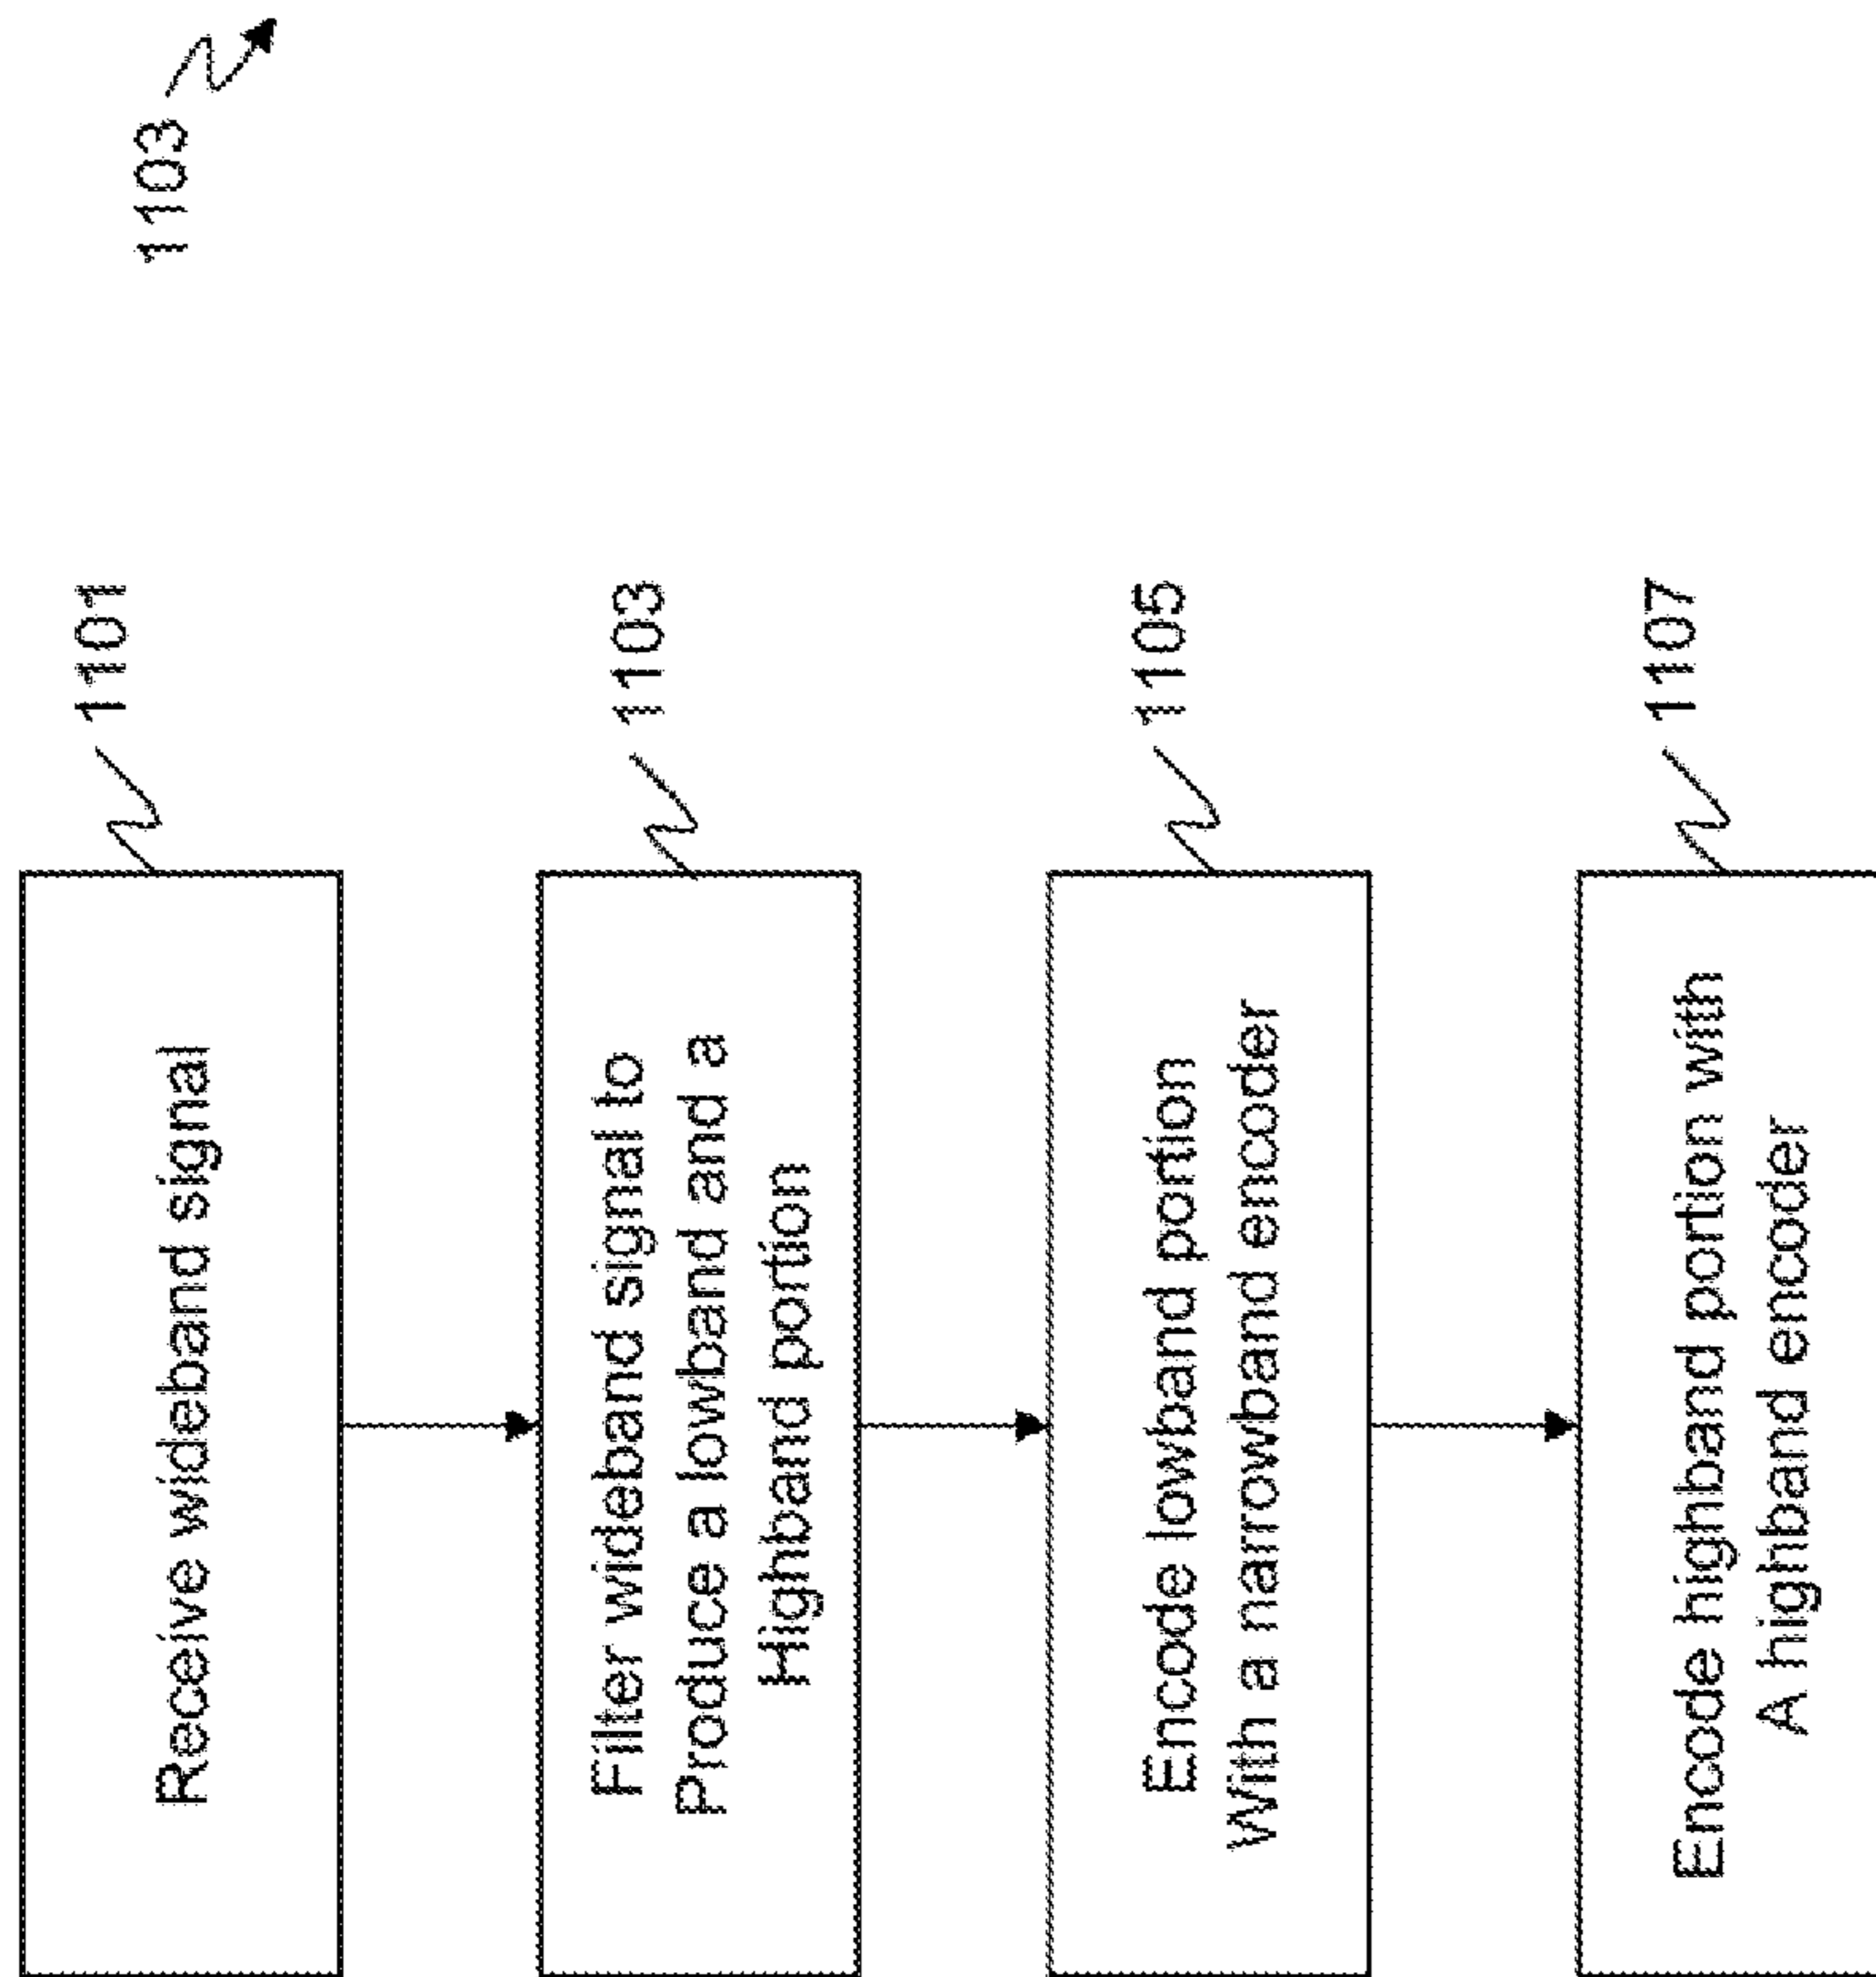 1103
Receive wideband signal
1101
Filter wideband signal to
Produce a lowband and a
Highband portion
1103
Encode lowband portion
With a narrowband encoder
1105
Encode highband portion with
A highband encoder
1107